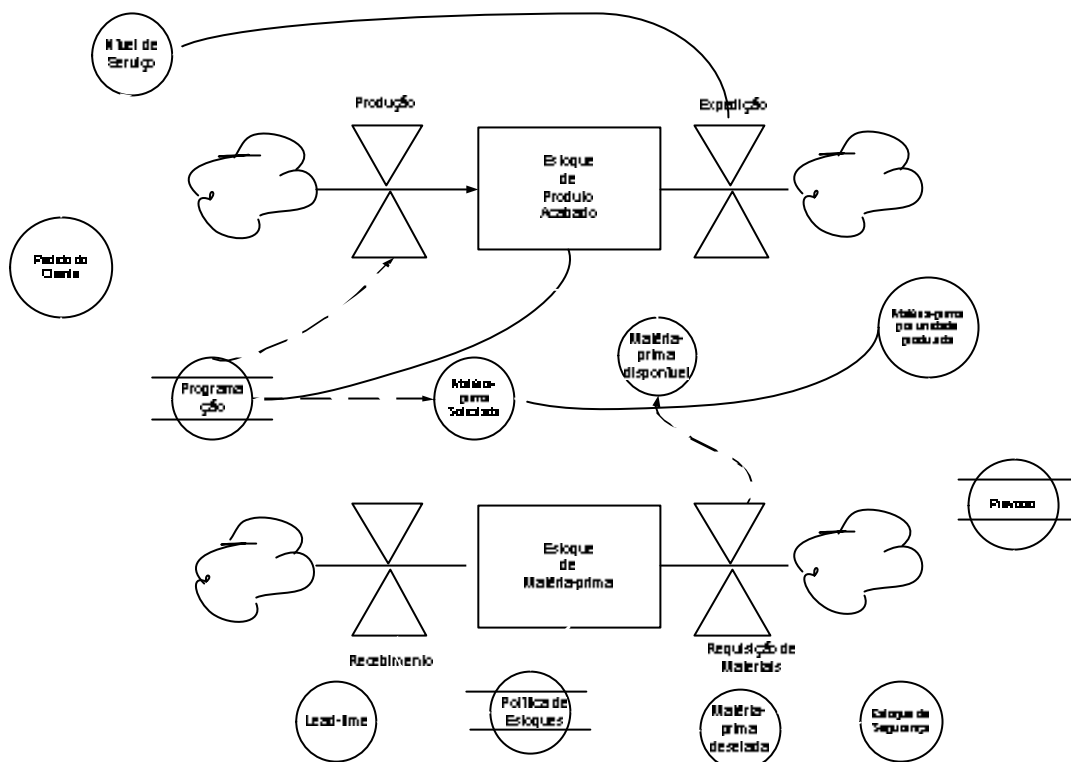 Nível de
Serviço
Produção
Expedição
Estoque
de
Produto
Acabado
Pedido do
Cliente
Matéria-prima
por unidade
produzida
Matéria-
prima
disponível
Programa
ção
Matéria-
prima
Solicitada
Previsão
Estoque
de
Matéria-prima
Recebimento
Requisição de
Materiais
Lead-time
Política de
Estoques
Matéria-
prima
desejada
Estoque de
Segurança